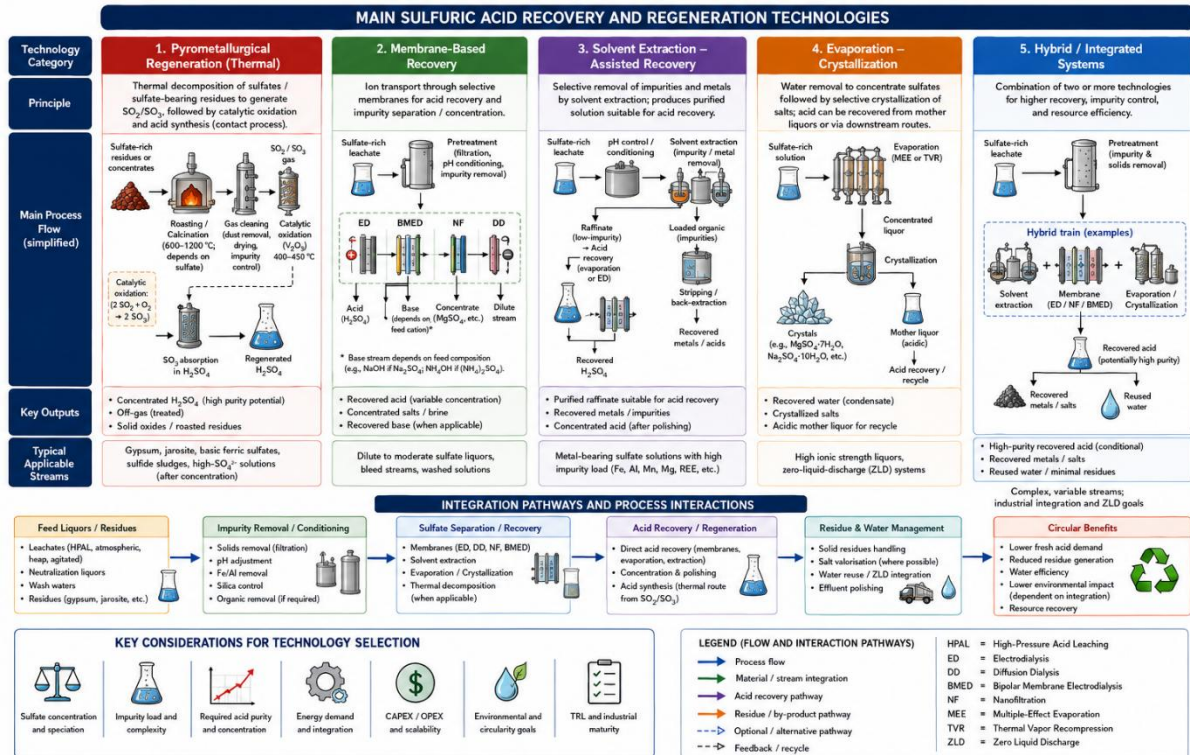 MAIN SULFURIC ACID RECOVERY AND REGENERATION TECHNOLOGIES
Technology
Category
1. Pyrometallurgical
Regeneration (Thermal)
2. Membrane-Based
Recovery
3. Solvent Extraction –
Assisted Recovery
4. Evaporation –
Crystallization
5. Hybrid / Integrated
Systems
Principle
Thermal decomposition of sulfates /
sulfate-bearing residues to generate
SO₂/SO₃, followed by catalytic oxidation
and acid synthesis (contact process).
Ion transport through selective
membranes for acid recovery and
impurity separation / concentration.
Selective removal of impurities and metals
by solvent extraction; produces purified
solution suitable for acid recovery.
Water removal to concentrate sulfates
followed by selective crystallization of
salts; acid can be recovered from mother
liquors or via downstream routes.
Combination of two or more technologies
for higher recovery, impurity control,
and resource efficiency.
Main Process
Flow
(simplified)
Sulfate-rich
residues or
concentrates
SO₂ / SO₃
gas
Roasting /
Calcination
(600–1200 °C;
depends on
sulfate)
Gas cleaning
(dust removal,
drying,
impurity
control)
Catalytic
oxidation
(V₂O₅)
400–450 °C
Catalytic
oxidation:
(2 SO₂ + O₂
→ 2 SO₃)
SO₃ absorption
in H₂SO₄
Regenerated
H₂SO₄
Sulfate-rich
leachate
Pretreatment
(filtration,
pH conditioning,
impurity removal)
ED
BMED
NF
DD
Acid
(H₂SO₄)
Base
(depends on
feed cation)*
Concentrate
(MgSO₄, etc.)
Dilute
stream
* Base stream depends on feed composition
(e.g., NaOH if Na₂SO₄; NH₄OH if (NH₄)₂SO₄).
Sulfate-rich
leachate
pH control /
conditioning
Solvent extraction
(impurity / metal
removal)
Raffinate
(low-impurity)
→ Acid
recovery
(evaporation
or ED)
Loaded organic
(impurities)
Stripping /
back-extraction
Recovered
metals / acids
Recovered
H₂SO₄
Sulfate-rich
solution
Evaporation
(MEE or TVR)
Concentrated
liquor
Crystallization
Crystals
(e.g., MgSO₄·7H₂O,
Na₂SO₄·10H₂O, etc.)
Mother liquor
(acidic)
Acid recovery /
recycle
Sulfate-rich
leachate
Pretreatment
(impurity &
solids removal)
Hybrid train (examples)
+
+
Solvent
extraction
Membrane
(ED / NF / BMED)
Evaporation /
Crystallization
Recovered acid
(potentially high purity)
Recovered
metals / salts
Reused
water
Key Outputs
• Concentrated H₂SO₄ (high purity potential)
• Off-gas (treated)
• Solid oxides / roasted residues
• Recovered acid (variable concentration)
• Concentrated salts / brine
• Recovered base (when applicable)
• Purified raffinate suitable for acid recovery
• Recovered metals / impurities
• Concentrated acid (after polishing)
• Recovered water (condensate)
• Crystallized salts
• Acidic mother liquor for recycle
• High-purity recovered acid (conditional)
• Recovered metals / salts
• Reused water / minimal residues
Typical
Applicable
Streams
Gypsum, jarosite, basic ferric sulfates,
sulfide sludges, high-SO₄²⁻ solutions
(after concentration)
Dilute to moderate sulfate liquors,
bleed streams, washed solutions
Metal-bearing sulfate solutions with
high impurity load (Fe, Al, Mn, Mg, REE, etc.)
High ionic strength liquors,
zero-liquid-discharge (ZLD) systems
Complex, variable streams;
industrial integration and ZLD goals
INTEGRATION PATHWAYS AND PROCESS INTERACTIONS
Feed Liquors / Residues
• Leachates (HPAL, atmospheric,
heap, agitated)
• Neutralization liquors
• Wash waters
• Residues (gypsum, jarosite, etc.)
Impurity Removal / Conditioning
• Solids removal (filtration)
• pH adjustment
• Fe/Al removal
• Silica control
• Organic removal (if required)
Sulfate Separation / Recovery
• Membranes (ED, DD, NF, BMED)
• Solvent extraction
• Evaporation / Crystallization
• Thermal decomposition
(when applicable)
Acid Recovery / Regeneration
• Direct acid recovery (membranes,
evaporation, extraction)
• Concentration & polishing
• Acid synthesis (thermal route
from SO₂/SO₃)
Residue & Water Management
• Solid residues handling
• Salt valorisation (where possible)
• Water reuse / ZLD integration
• Effluent polishing
Circular Benefits
• Lower fresh acid demand
• Reduced residue generation
• Water efficiency
• Lower environmental impact
(dependent on integration)
• Resource recovery
KEY CONSIDERATIONS FOR TECHNOLOGY SELECTION
Sulfate concentration
and speciation
Impurity load and
complexity
Required acid purity
and concentration
Energy demand
and integration
$
CAPEX / OPEX
and scalability
Environmental and
circularity goals
TRL and industrial
maturity
LEGEND (FLOW AND INTERACTION PATHWAYS)
Process flow
Material / stream integration
Acid recovery pathway
Residue / by-product pathway
Optional / alternative pathway
Feedback / recycle
HPAL = High-Pressure Acid Leaching
ED = Electrodialysis
DD = Diffusion Dialysis
BMED = Bipolar Membrane Electrodialysis
NF = Nanofiltration
MEE = Multiple-Effect Evaporation
TVR = Thermal Vapor Recompression
ZLD = Zero Liquid Discharge